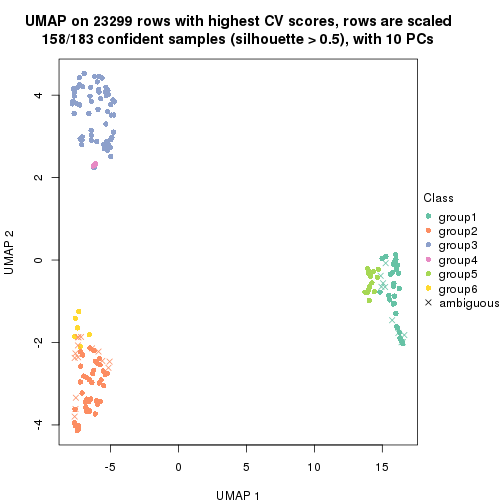 UMAP on 23299 rows with highest CV scores, rows are scaled
158/183 confident samples (silhouette > 0.5), with 10 PCs
4
2
0
-2
-4
UMAP 2
-5
0
5
10
15
UMAP 1
Class
group1
group2
group3
group4
group5
group6
ambiguous